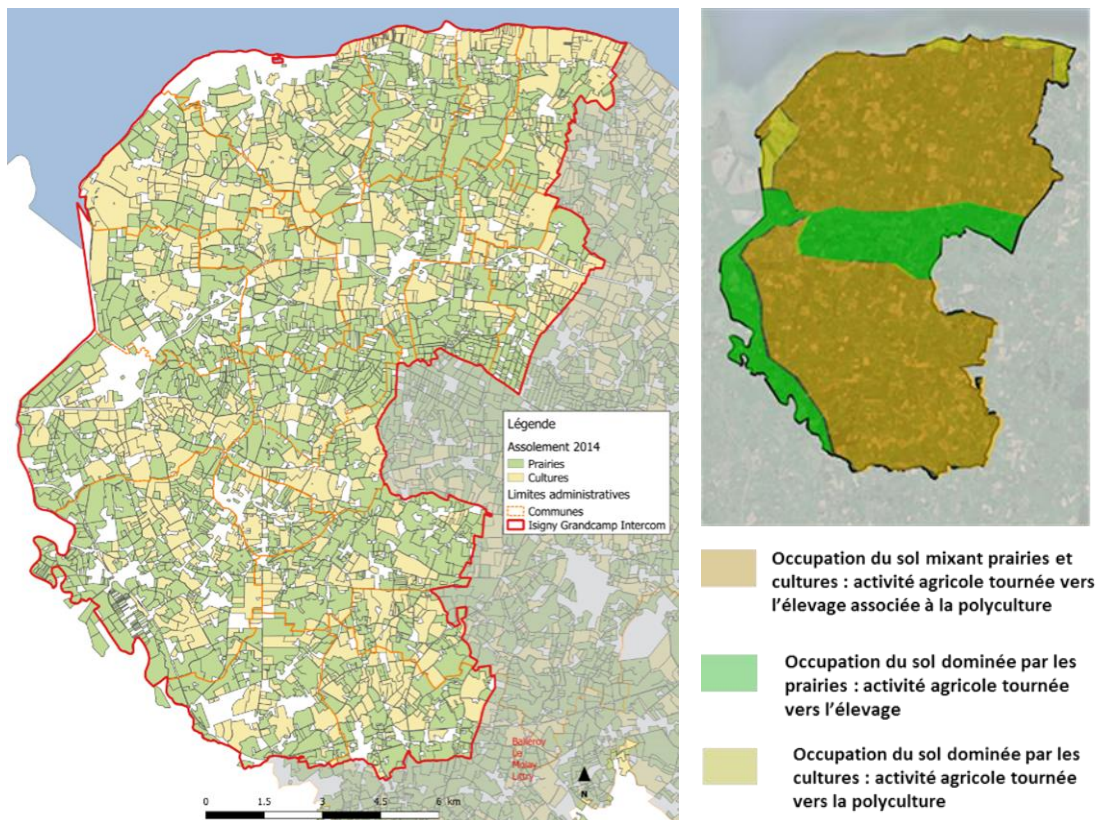 Légende
Assolement 2014
Prairies
Cultures
Limites administratives
Communes
Isigny Grandcamp Intercom
Balleroy
Le
Molay
Littry
N
0 1.5 3 4.5 6 km
Occupation du sol mixant prairies et
cultures : activité agricole tournée vers
l'élevage associée à la polyculture
Occupation du sol dominée par les
prairies : activité agricole tournée
vers l'élevage
Occupation du sol dominée par les
cultures : activité agricole tournée
vers la polyculture